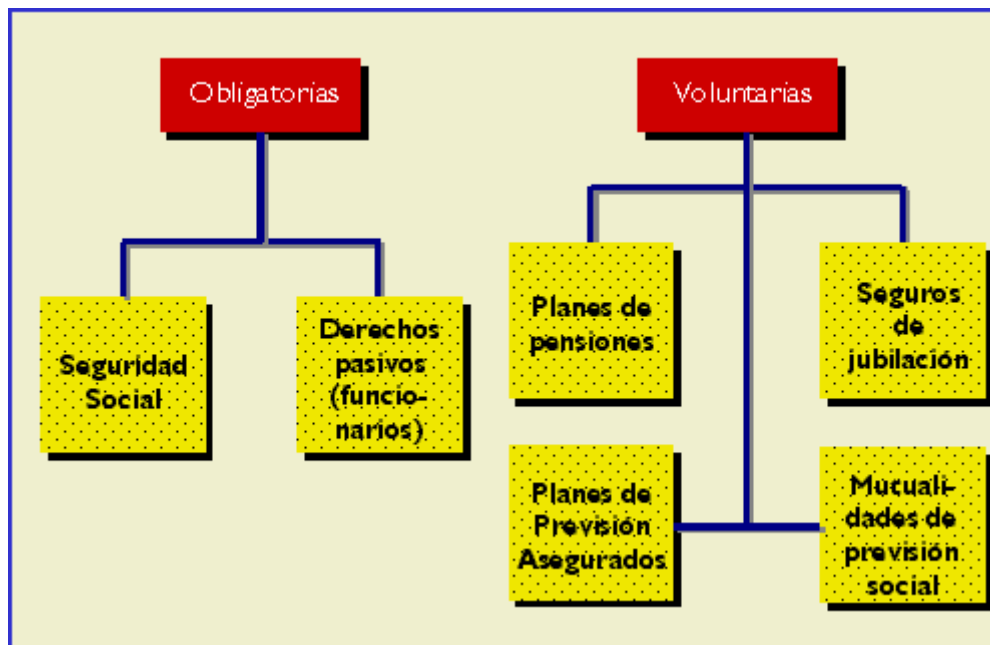 Obligatorias
Voluntarias
Seguridad
Social
Derechos
pasivos
(funcio-
narios)
Planes de
pensiones
Seguros
de
jubilación
Planes de
Previsión
Asegurados
Mutuali-
dades de
previsión
social